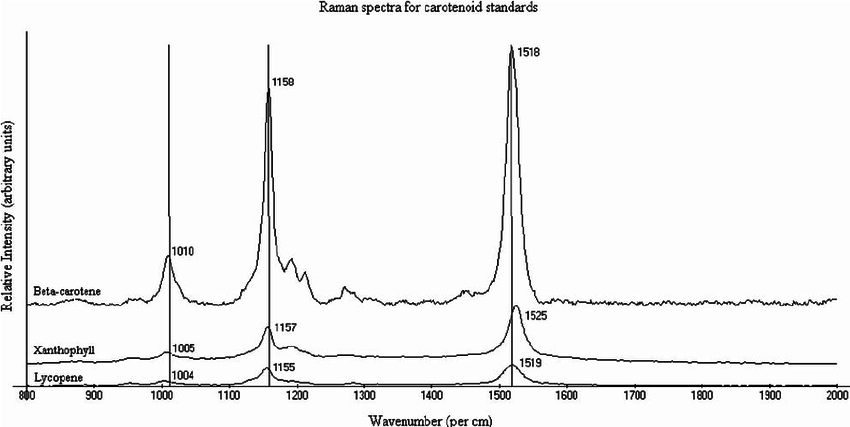 Raman spectra for carotenoid standards
1518
1158
1010
Beta-carotene
1525
1157
Xanthophyll
1005
1519
1155
Lycopene
1004
800 900 1000 1100 1200 1300 1400 1500 1600 1700 1800 1900 2000
Wavenumber (per cm)
Relative Intensity (arbitrary units)